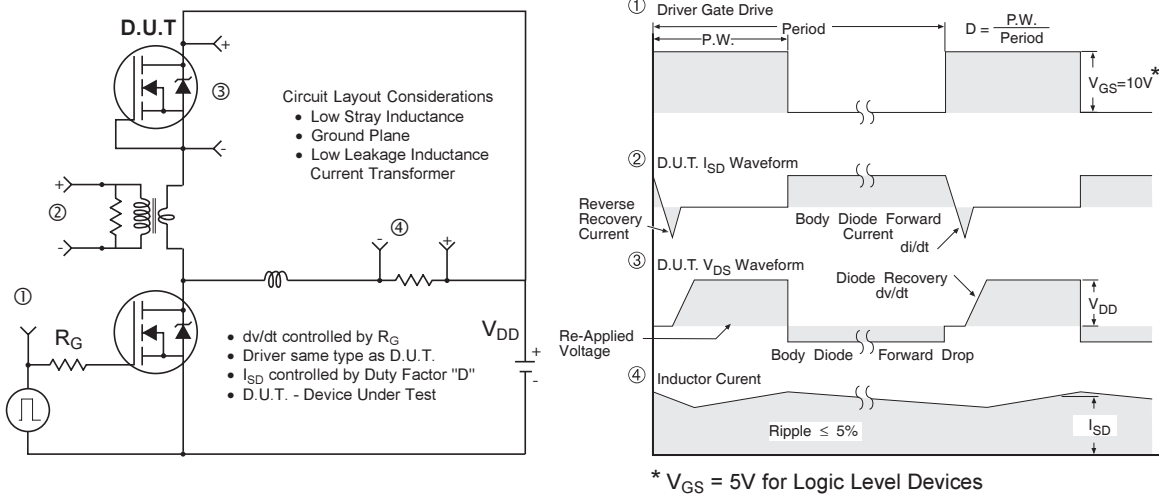 D.U.T
+
③
-
Circuit Layout Considerations
• Low Stray Inductance
• Ground Plane
• Low Leakage Inductance
Current Transformer
+
②
-
④
-
+
①
R_G
V_DD
+
-
• dv/dt controlled by R_G
• Driver same type as D.U.T.
• I_SD controlled by Duty Factor "D"
• D.U.T. - Device Under Test
① Driver Gate Drive
P.W.
Period
D = P.W. / Period
V_GS=10V*
② D.U.T. I_SD Waveform
Reverse
Recovery
Current
Body Diode Forward
Current
di/dt
③ D.U.T. V_DS Waveform
Diode Recovery
dv/dt
V_DD
Re-Applied
Voltage
Body Diode Forward Drop
④ Inductor Curent
Ripple ≤ 5%
I_SD
* V_GS = 5V for Logic Level Devices